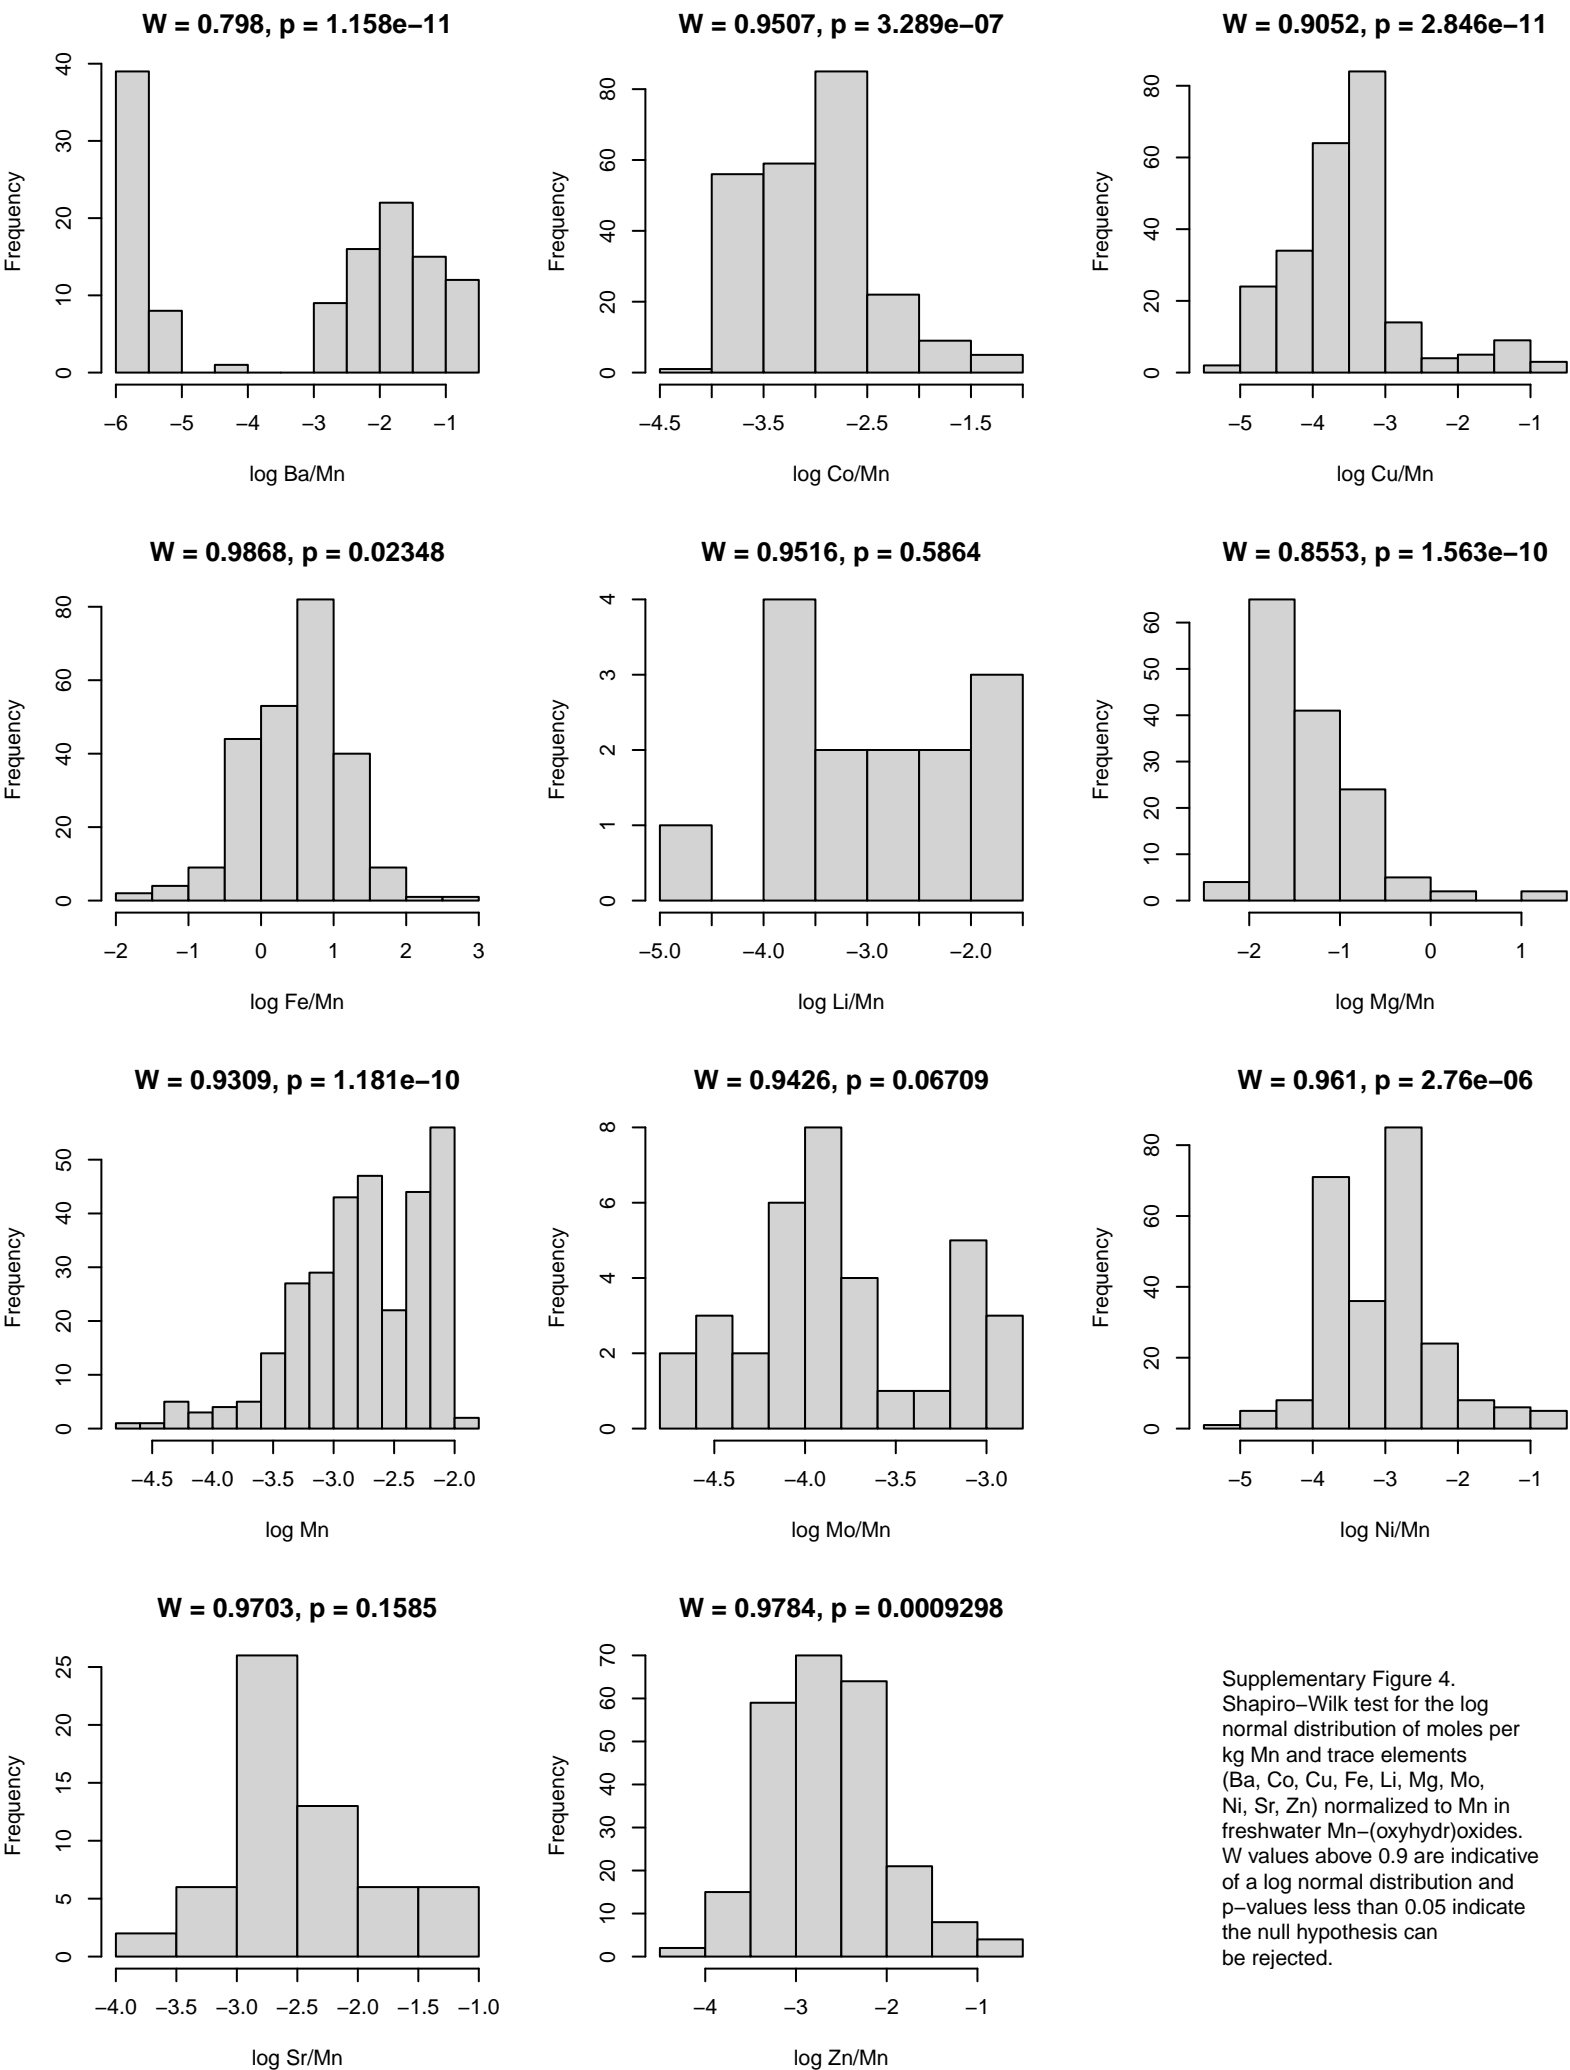 W = 0.798, p = 1.158e−11
Frequency
0 10 20 30 40
−6 −5 −4 −3 −2 −1
log Ba/Mn
W = 0.9507, p = 3.289e−07
Frequency
0 20 40 60 80
−4.5 −3.5 −2.5 −1.5
log Co/Mn
W = 0.9052, p = 2.846e−11
Frequency
0 20 40 60 80
−5 −4 −3 −2 −1
log Cu/Mn
W = 0.9868, p = 0.02348
Frequency
0 20 40 60 80
−2 −1 0 1 2 3
log Fe/Mn
W = 0.9516, p = 0.5864
Frequency
0 1 2 3 4
−5.0 −4.0 −3.0 −2.0
log Li/Mn
W = 0.8553, p = 1.563e−10
Frequency
0 10 20 30 40 50 60
−2 −1 0 1
log Mg/Mn
W = 0.9309, p = 1.181e−10
Frequency
0 10 20 30 40 50
−4.5 −4.0 −3.5 −3.0 −2.5 −2.0
log Mn
W = 0.9426, p = 0.06709
Frequency
0 2 4 6 8
−4.5 −4.0 −3.5 −3.0
log Mo/Mn
W = 0.961, p = 2.76e−06
Frequency
0 20 40 60 80
−5 −4 −3 −2 −1
log Ni/Mn
W = 0.9703, p = 0.1585
Frequency
0 5 10 15 20 25
−4.0 −3.5 −3.0 −2.5 −2.0 −1.5 −1.0
log Sr/Mn
W = 0.9784, p = 0.0009298
Frequency
0 10 20 30 40 50 60 70
−4 −3 −2 −1
log Zn/Mn
Supplementary Figure 4.
Shapiro−Wilk test for the log
normal distribution of moles per
kg Mn and trace elements
(Ba, Co, Cu, Fe, Li, Mg, Mo,
Ni, Sr, Zn) normalized to Mn in
freshwater Mn−(oxyhydr)oxides.
W values above 0.9 are indicative
of a log normal distribution and
p−values less than 0.05 indicate
the null hypothesis can
be rejected.